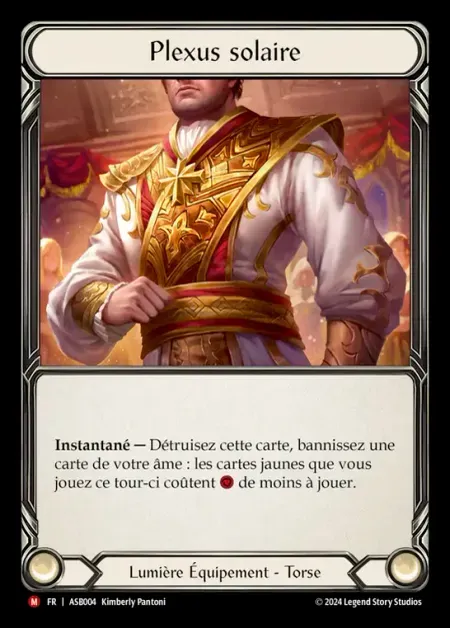 Plexus solaire
Instantané — Détruisez cette carte, bannissez une
carte de votre âme : les cartes jaunes que vous
jouez ce tour-ci coûtent de moins à jouer.
Lumière Équipement - Torse
M FR | ASB004 Kimberly Pantoni © 2024 Legend Story Studios